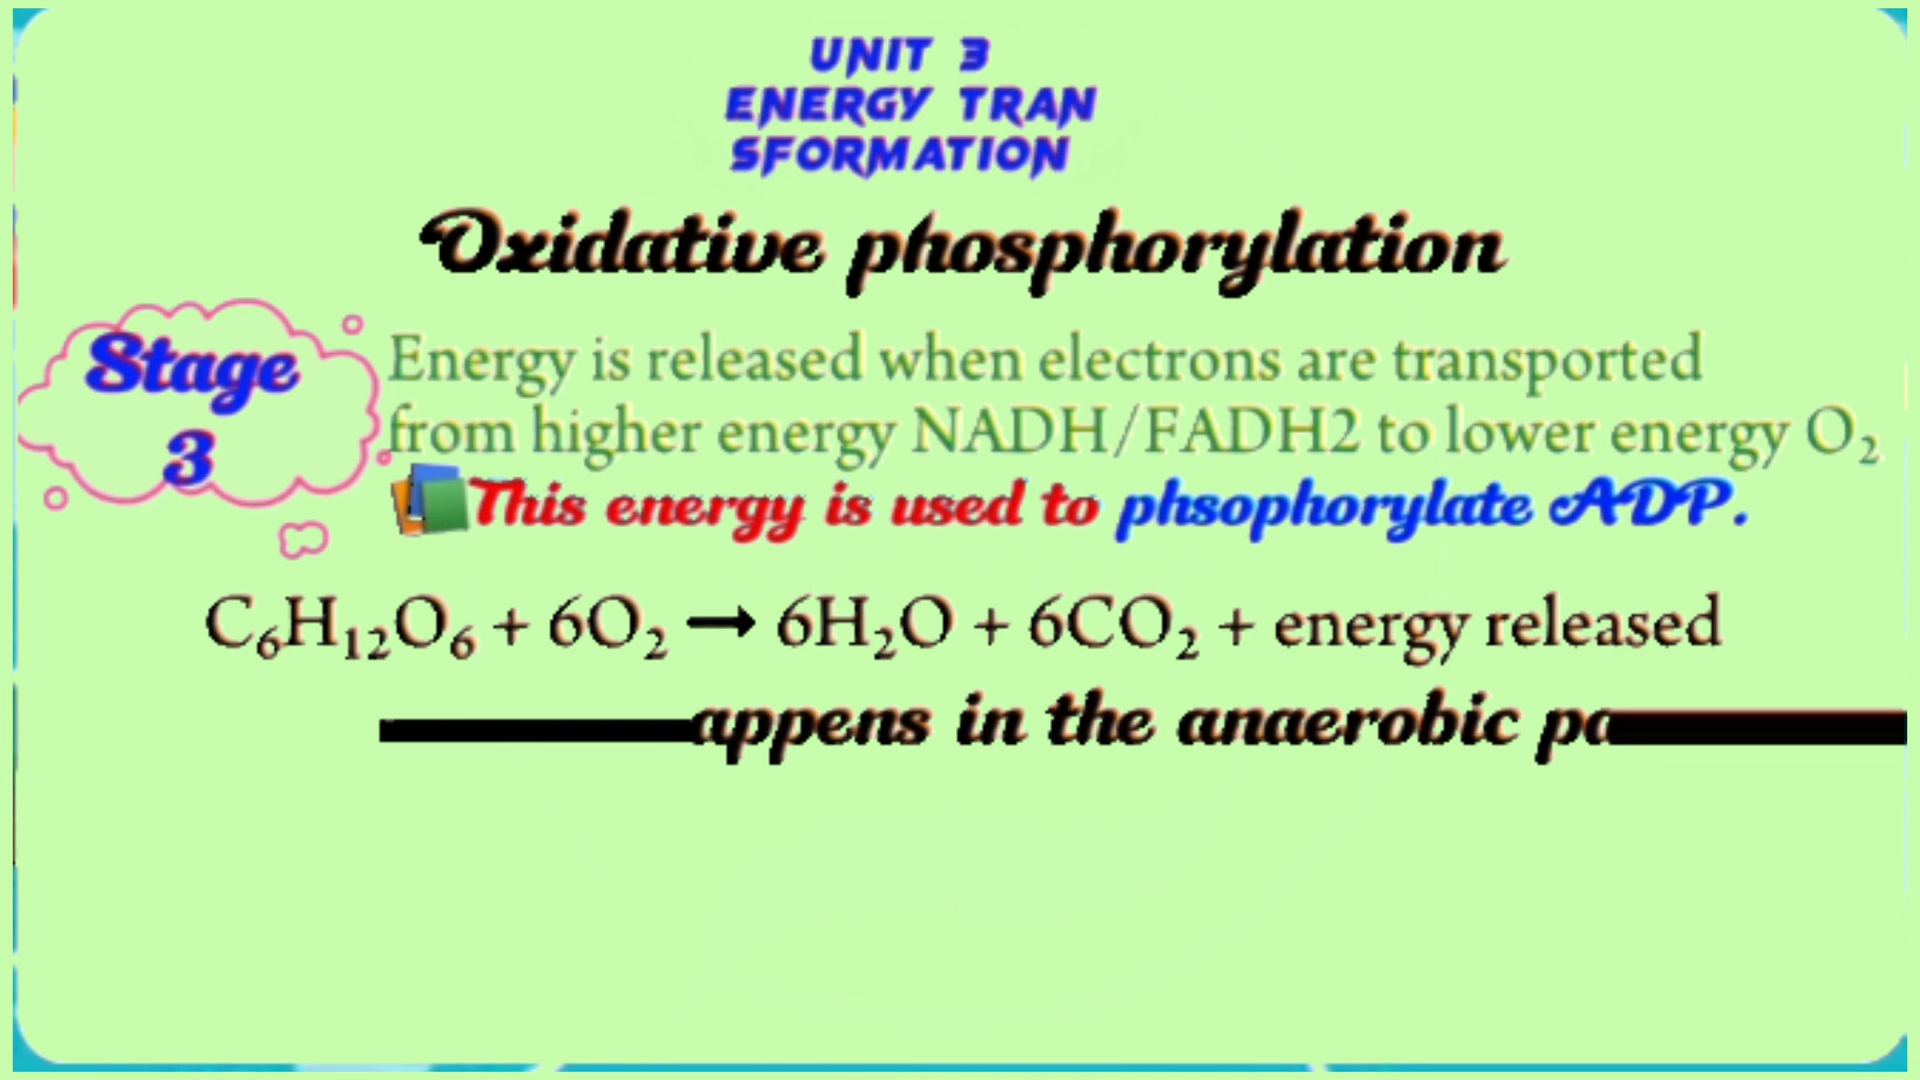 UNIT 3
ENERGY TRAN
SFORMATION
Oxidative phosphorylation
Stage
3
Energy is released when electrons are transported
from higher energy NADH/FADH2 to lower energy O₂
This energy is used to phsophorylate ADP.
C₆H₁₂O₆ + 6O₂ → 6H₂O + 6CO₂ + energy released
appens in the anaerobic pa